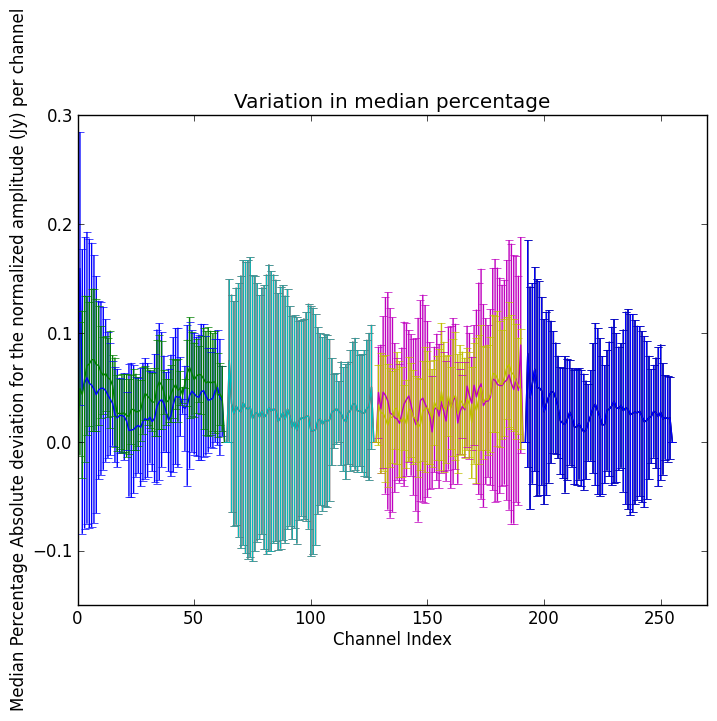 Variation in median percentage
Median Percentage Absolute deviation for the normalized amplitude (Jy) per channel
0.3
0.2
0.1
0.0
−0.1
0 50 100 150 200 250
Channel Index